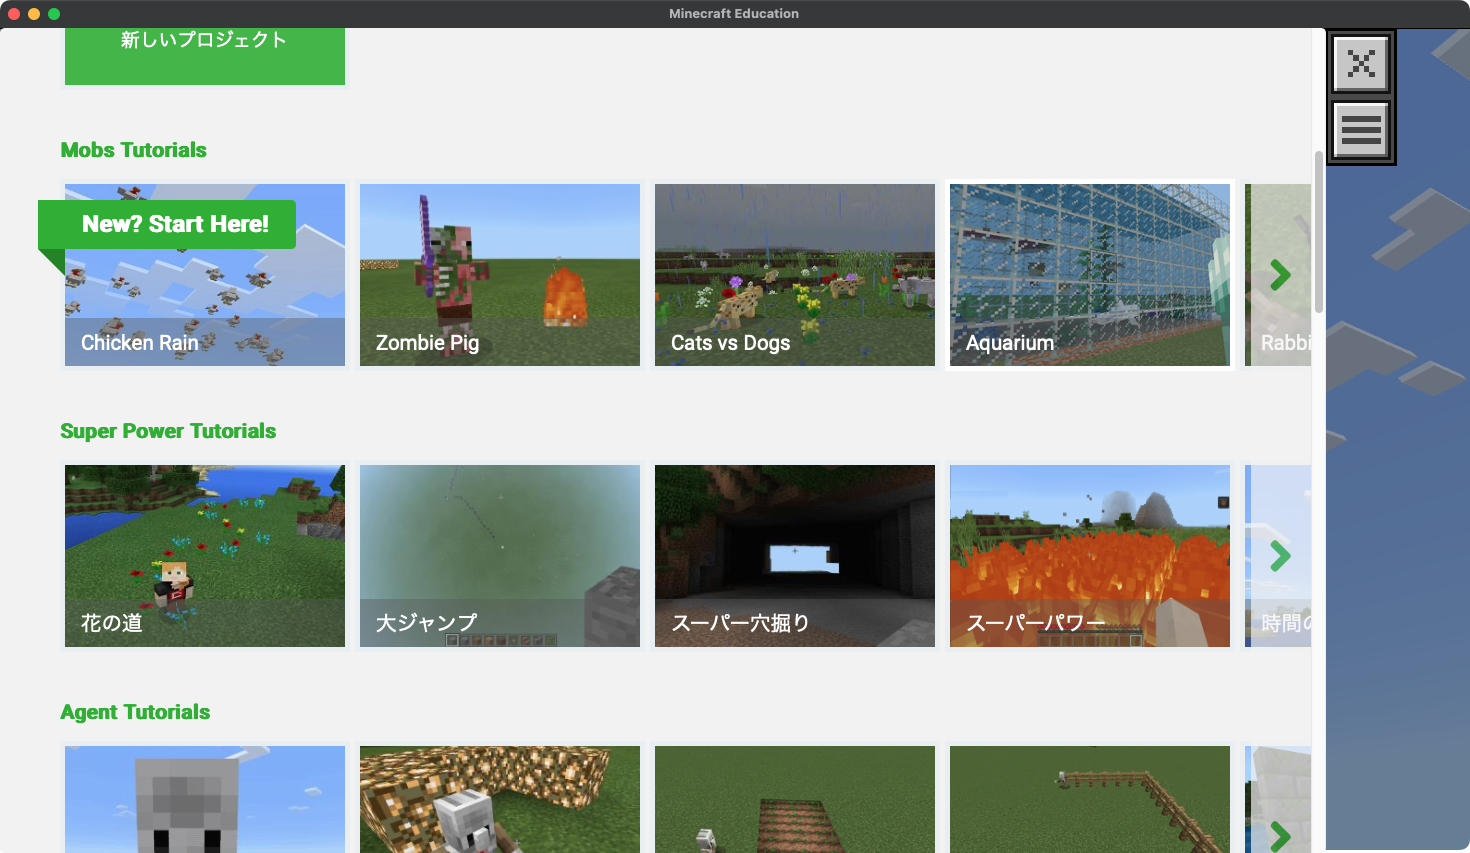 Minecraft Education
新しいプロジェクト
Mobs Tutorials
New? Start Here!
Chicken Rain
Zombie Pig
Cats vs Dogs
Aquarium
Rabbi
Super Power Tutorials
花の道
大ジャンプ
スーパー穴掘り
スーパーパワー
時間の
Agent Tutorials